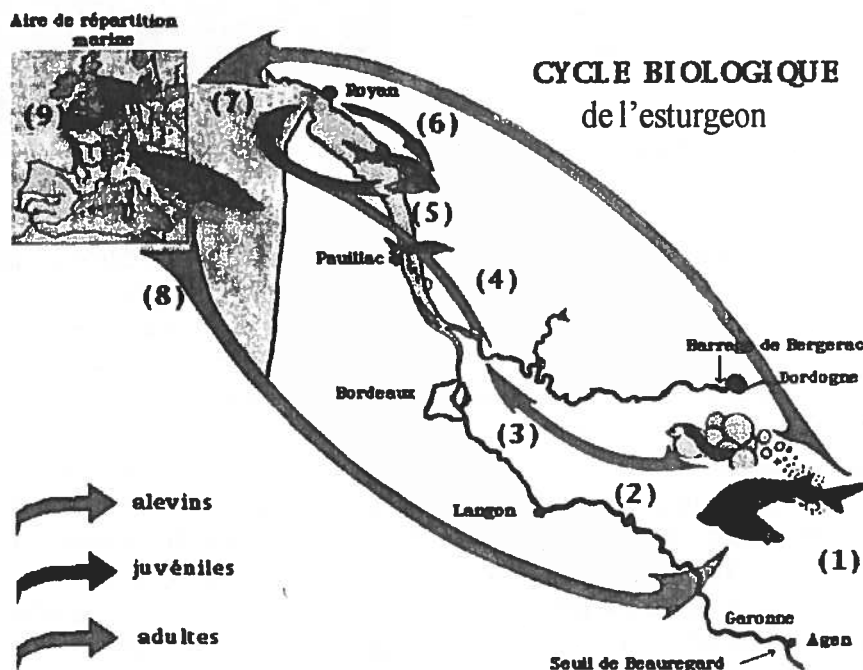 Aire de répartition
marine
CYCLE BIOLOGIQUE
de l'esturgeon
(9)
(7)
Royan
(6)
(5)
Pauillac
(4)
(8)
Barrage de Bergerac
Dordogne
Bordeaux
(3)
(2)
Langon
(1)
alevins
juvéniles
adultes
Garonne
Agen
Seuil de Beauregard